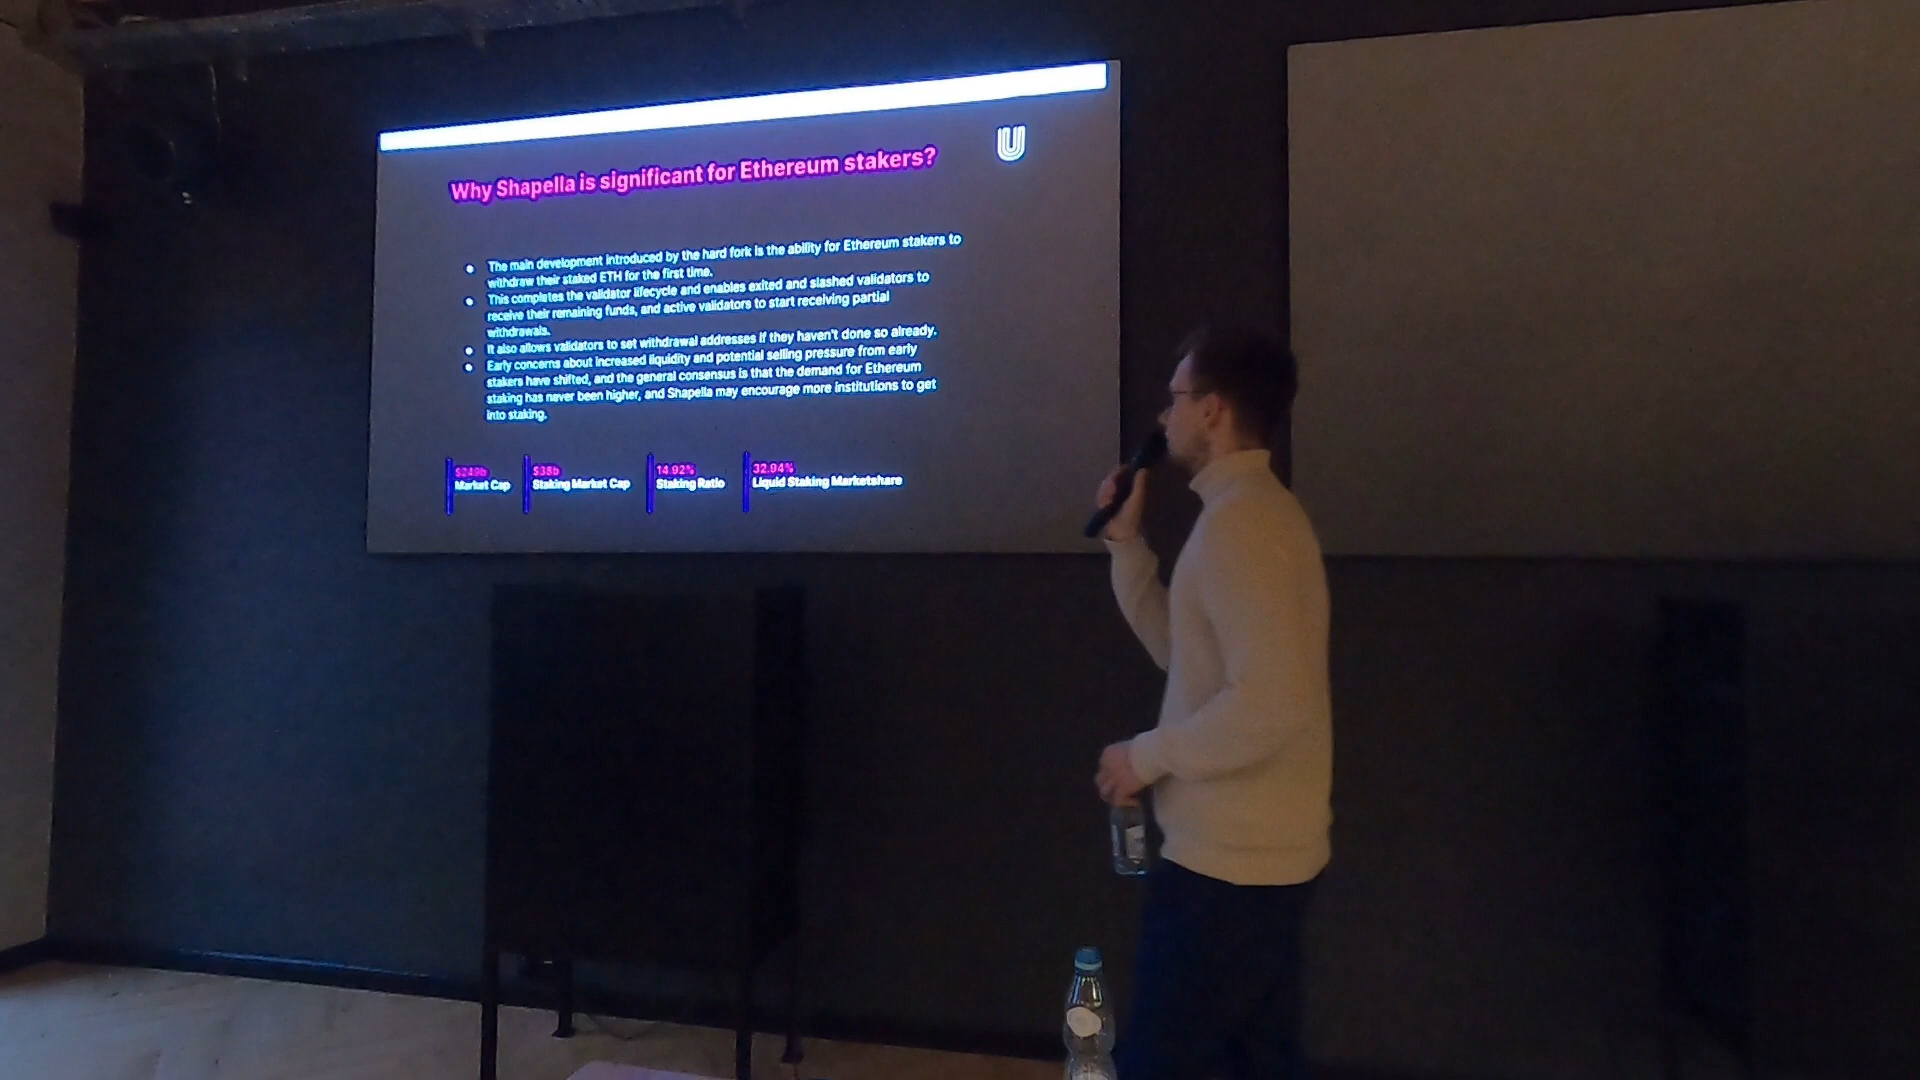 U
Why Shapella is significant for Ethereum stakers?
● The main development introduced by the hard fork is the ability for Ethereum stakers to
withdraw their staked ETH for the first time.
● This completes the validator lifecycle and enables exited and slashed validators to
receive their remaining funds, and active validators to start receiving partial
withdrawals.
● It also allows validators to set withdrawal addresses if they haven't done so already.
● Early concerns about increased liquidity and potential selling pressure from early
stakers have shifted, and the general consensus is that the demand for Ethereum
staking has never been higher, and Shapella may encourage more institutions to get
into staking.
$249b
Market Cap
$38b
Staking Market Cap
14.92%
Staking Ratio
32.94%
Liquid Staking Marketshare